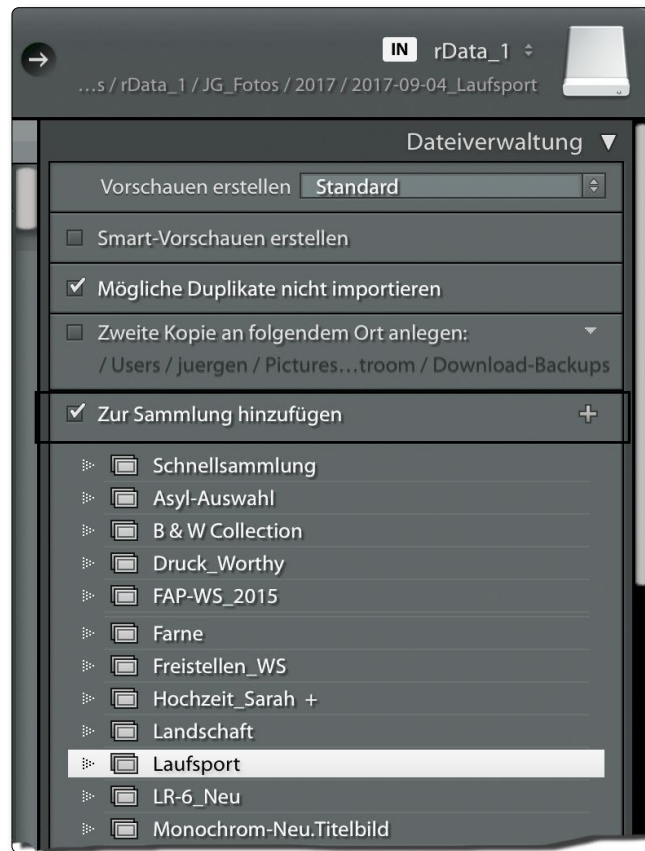 IN rData_1
…s / rData_1 / JG_Fotos / 2017 / 2017-09-04_Laufsport
Dateiverwaltung
Vorschauen erstellen Standard
Smart-Vorschauen erstellen
Mögliche Duplikate nicht importieren
Zweite Kopie an folgendem Ort anlegen:
/ Users / juergen / Pictures…troom / Download-Backups
Zur Sammlung hinzufügen +
Schnellsammlung
Asyl-Auswahl
B & W Collection
Druck_Worthy
FAP-WS_2015
Farne
Freistellen_WS
Hochzeit_Sarah +
Landschaft
Laufsport
LR-6_Neu
Monochrom-Neu.Titelbild